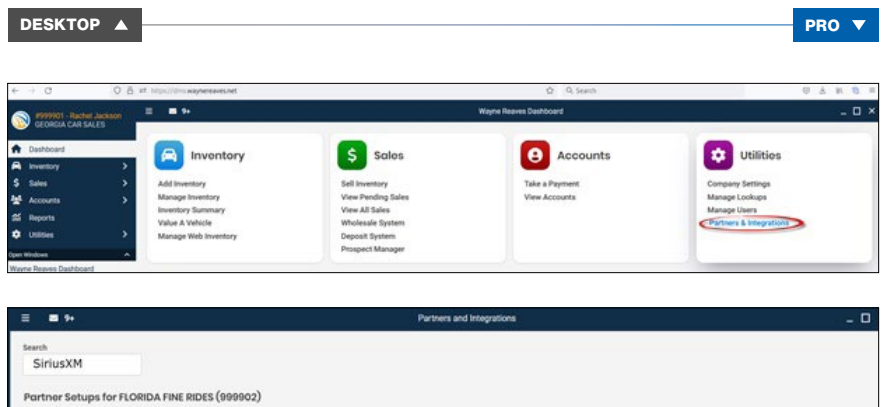 DESKTOP ▲
PRO ▼
https://dms.waynereaves.net
Search
#999901 - Rachel Jackson
GEORGIA CAR SALES
9+
Wayne Reaves Dashboard
Dashboard
Inventory
Sales
Accounts
Reports
Utilities
Open Windows
Wayne Reaves Dashboard
Inventory
Add Inventory
Manage Inventory
Inventory Summary
Value A Vehicle
Manage Web Inventory
$ Sales
Sell Inventory
View Pending Sales
View All Sales
Wholesale System
Deposit System
Prospect Manager
Accounts
Take a Payment
View Accounts
Utilities
Company Settings
Manage Lookups
Manage Users
Partners & Integrations
9+
Partners and Integrations
Search
SiriusXM
Partner Setups for FLORIDA FINE RIDES (999902)